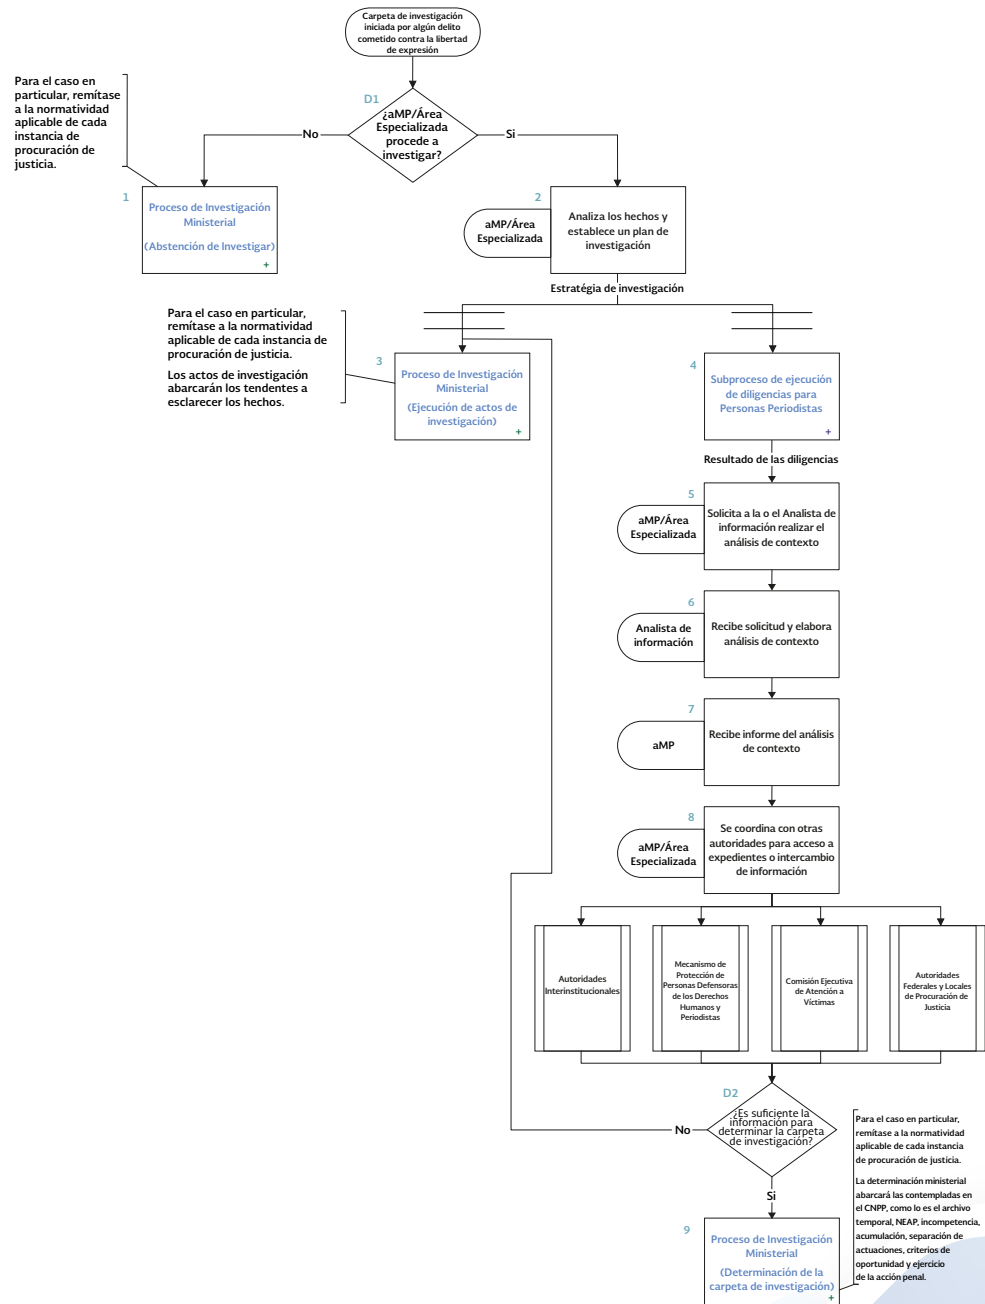 Carpeta de investigación
iniciada por algún delito
cometido contra la libertad
de expresión
Para el caso en
particular, remítase
a la normatividad
aplicable de cada
instancia de
procuración de
justicia.
D1
¿aMP/Área
Especializada
procede a
investigar?
No
Si
1
Proceso de Investigación
Ministerial
(Abstención de Investigar)
+
2
aMP/Área
Especializada
Analiza los hechos y
establece un plan de
investigación
Estratégia de investigación
Para el caso en particular,
remítase a la normatividad
aplicable de cada instancia de
procuración de justicia.
Los actos de investigación
abarcarán los tendentes a
esclarecer los hechos.
3
Proceso de Investigación
Ministerial
(Ejecución de actos de
investigación)
+
4
Subproceso de ejecución
de diligencias para
Personas Periodistas
+
Resultado de las diligencias
5
aMP/Área
Especializada
Solicita a la o el Analista de
información realizar el
análisis de contexto
6
Analista de
información
Recibe solicitud y elabora
análisis de contexto
7
aMP
Recibe informe del análisis
de contexto
8
aMP/Área
Especializada
Se coordina con otras
autoridades para acceso a
expedientes o intercambio
de información
Autoridades
Interinstitucionales
Mecanismo de
Protección de
Personas Defensoras
de los Derechos
Humanos y
Periodistas
Comisión Ejecutiva
de Atención a
Víctimas
Autoridades
Federales y Locales
de Procuración de
Justicia
D2
¿Es suficiente la
información para
determinar la carpeta
de investigación?
No
Si
9
Proceso de Investigación
Ministerial
(Determinación de la
carpeta de investigación)
+
Para el caso en particular,
remítase a la normatividad
aplicable de cada instancia
de procuración de justicia.
La determinación ministerial
abarcará las contempladas en
el CNPP, como lo es el archivo
temporal, NEAP, incompetencia,
acumulación, separación de
actuaciones, criterios de
oportunidad y ejercicio
de la acción penal.